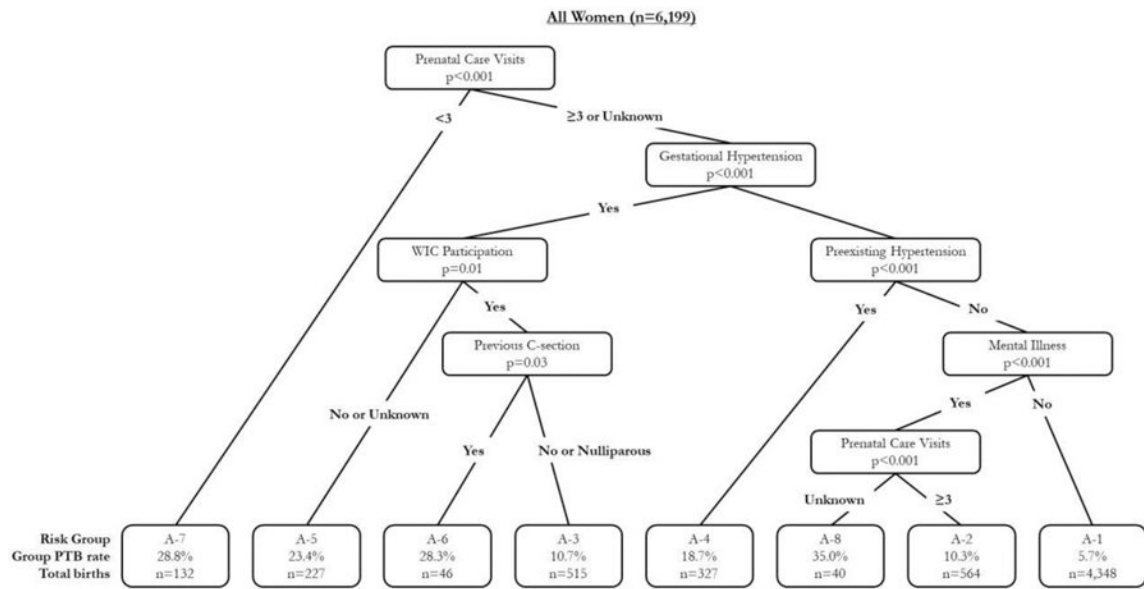 All Women (n=6,199)
Prenatal Care Visits
p<0.001
<3
≥3 or Unknown
Gestational Hypertension
p<0.001
Yes
WIC Participation
p=0.01
Preexisting Hypertension
p<0.001
Yes
Yes
No
Previous C-section
p=0.03
Mental Illness
p<0.001
No or Unknown
Yes
No
Prenatal Care Visits
p<0.001
Yes
No or Nulliparous
Unknown
≥3
Risk Group A-7 A-5 A-6 A-3 A-4 A-8 A-2 A-1
Group PTB rate 28.8% 23.4% 28.3% 10.7% 18.7% 35.0% 10.3% 5.7%
Total births n=132 n=227 n=46 n=515 n=327 n=40 n=564 n=4,348